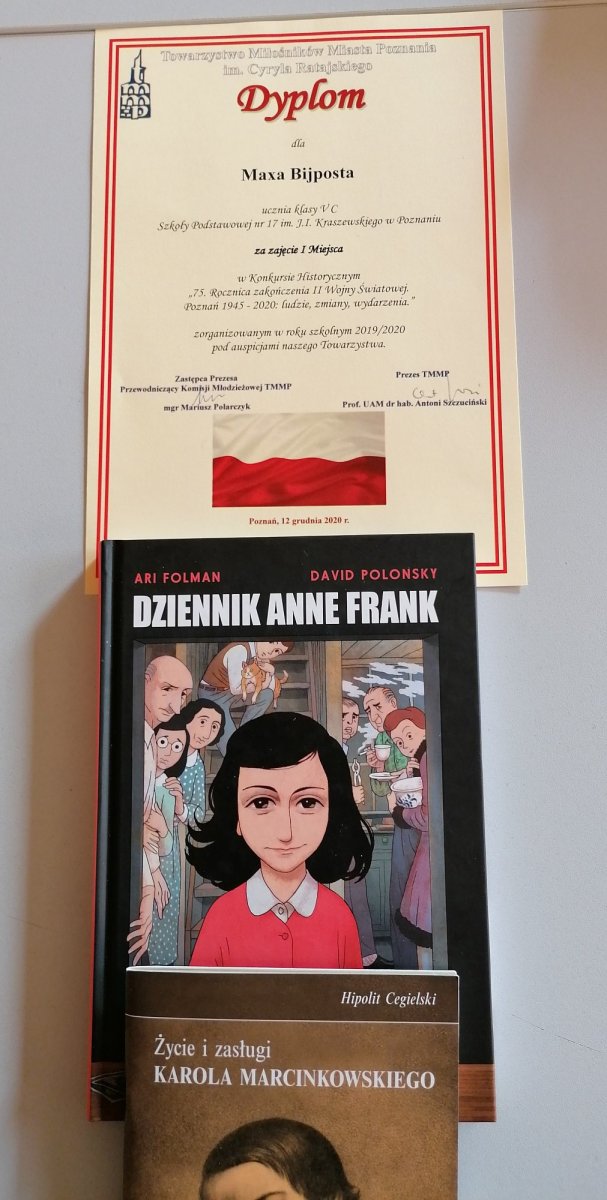 Towarzystwo Miłośników Miasta Poznania
im. Cyryla Ratajskiego
Dyplom
dla
Maxa Bijposta
ucznia klasy V C
Szkoły Podstawowej nr 17 im. J.I. Kraszewskiego w Poznaniu
za zajęcie I Miejsca
w Konkursie Historycznym
„75. Rocznica zakończenia II Wojny Światowej.
Poznań 1945 - 2020: ludzie, zmiany, wydarzenia.”
zorganizowanym w roku szkolnym 2019/2020
pod auspicjami naszego Towarzystwa.
Zastępca Prezesa
Przewodniczący Komisji Młodzieżowej TMMP
mgr Mariusz Polarczyk
Prezes TMMP
Prof. UAM dr hab. Antoni Szczuciński
Poznań, 12 grudnia 2020 r.
ARI FOLMAN DAVID POLONSKY
DZIENNIK ANNE FRANK
Hipolit Cegielski
Życie i zasługi
KAROLA MARCINKOWSKIEGO